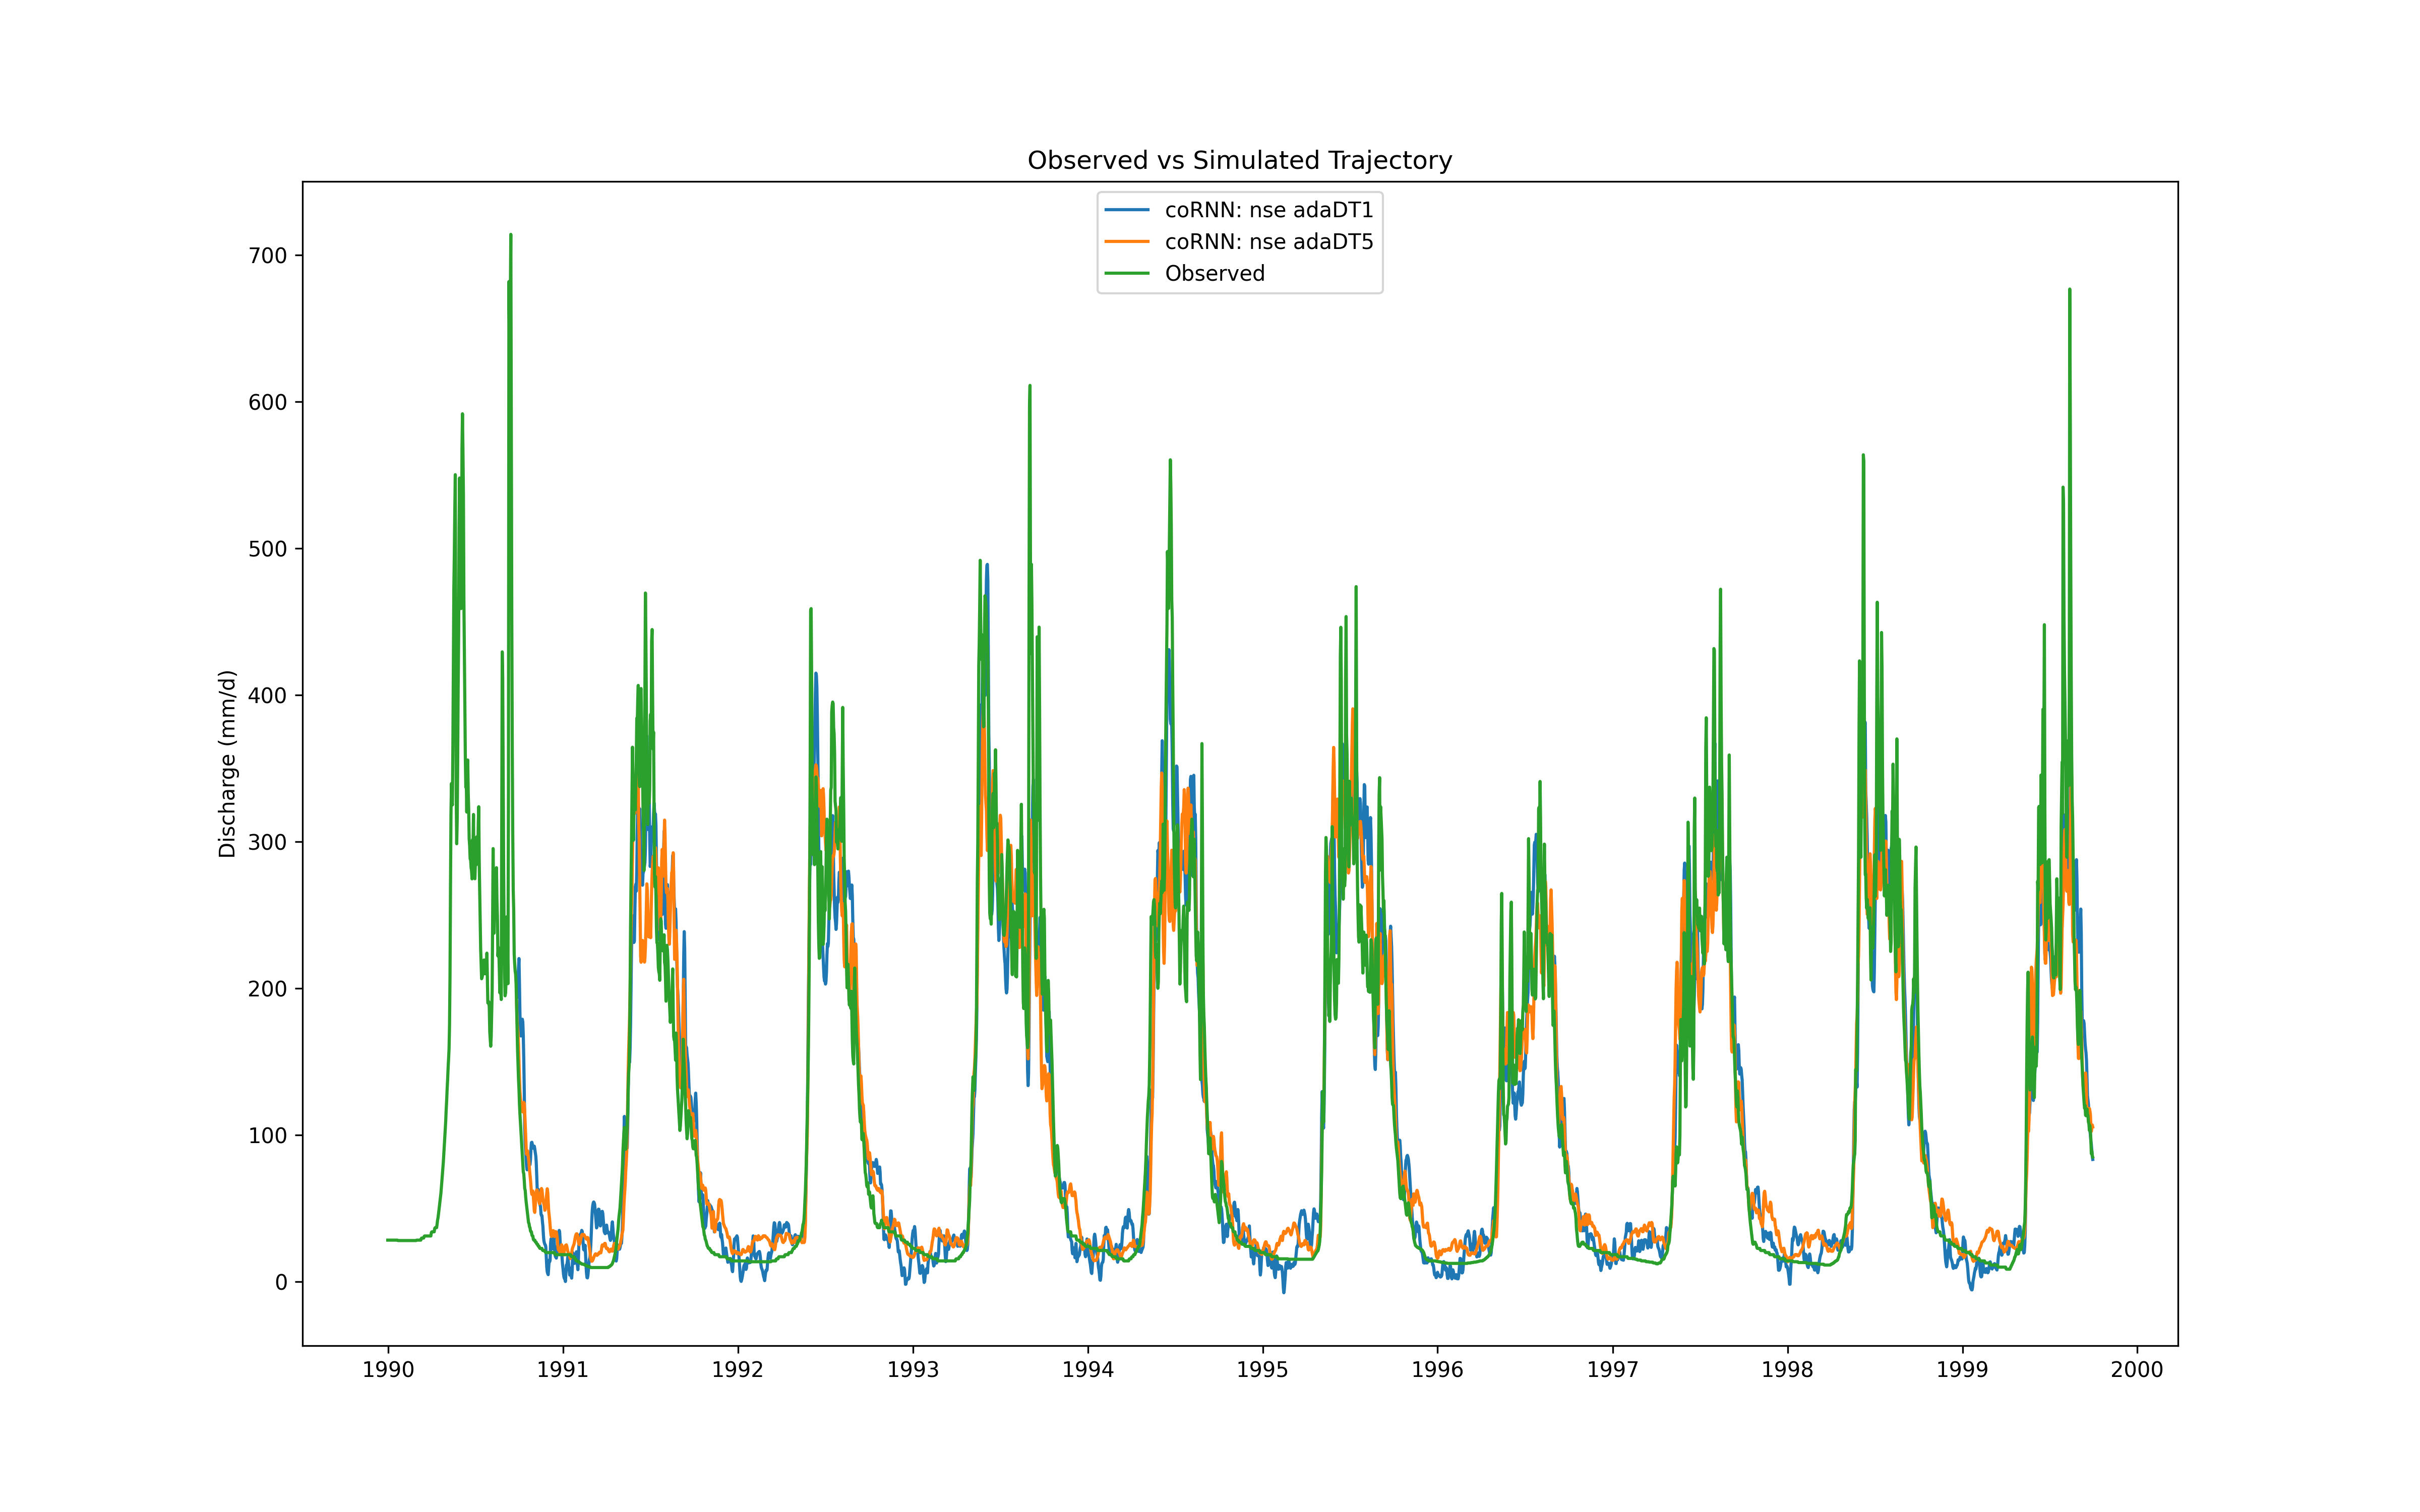 Observed vs Simulated Trajectory
coRNN: nse adaDT1
coRNN: nse adaDT5
Observed
Discharge (mm/d)
700
600
500
400
300
200
100
0
1990 1991 1992 1993 1994 1995 1996 1997 1998 1999 2000